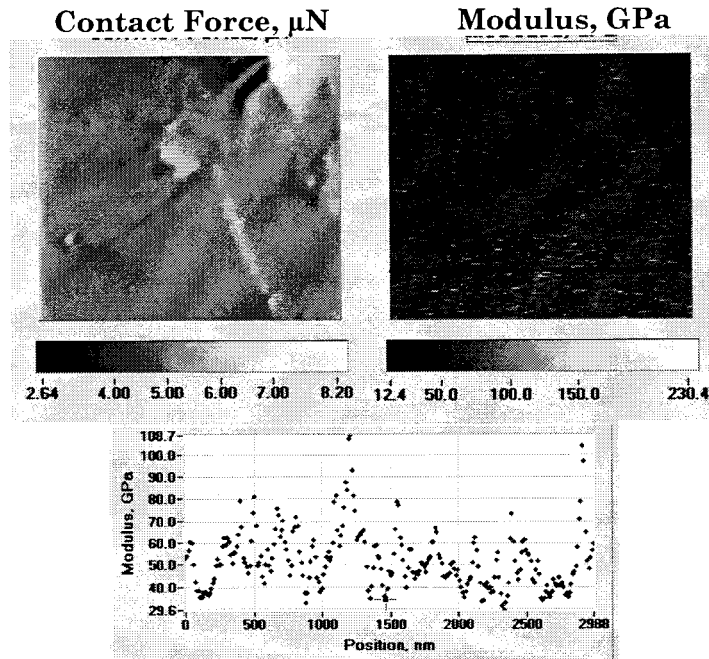 Contact Force, µN
Modulus, GPa
2.64 4.00 5.00 6.00 7.00 8.20
12.4 50.0 100.0 150.0 230.4
108.7
100.0
90.0
80.0
70.0
60.0
50.0
40.0
29.6
Modulus, GPa
0 500 1000 1500 2000 2500 2988
Position, nm